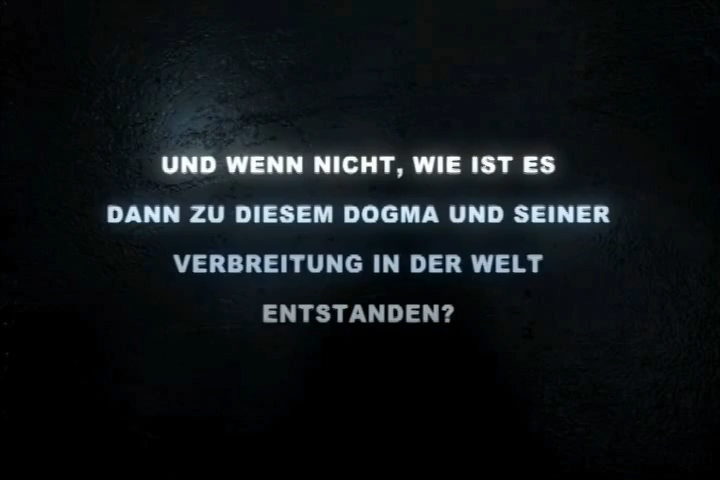 UND WENN NICHT, WIE IST ES
DANN ZU DIESEM DOGMA UND SEINER
VERBREITUNG IN DER WELT
ENTSTANDEN?